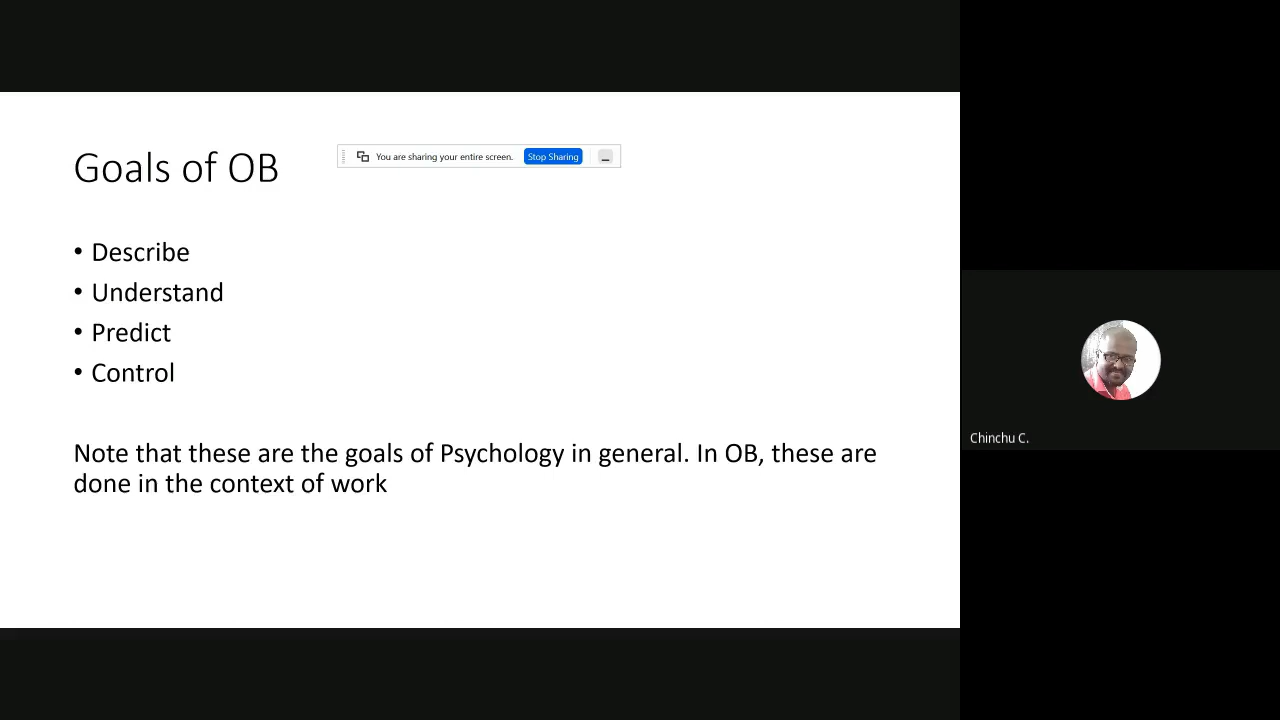 Goals of OB
You are sharing your entire screen.
Stop Sharing
• Describe
• Understand
• Predict
• Control
Note that these are the goals of Psychology in general. In OB, these are
done in the context of work
Chinchu C.